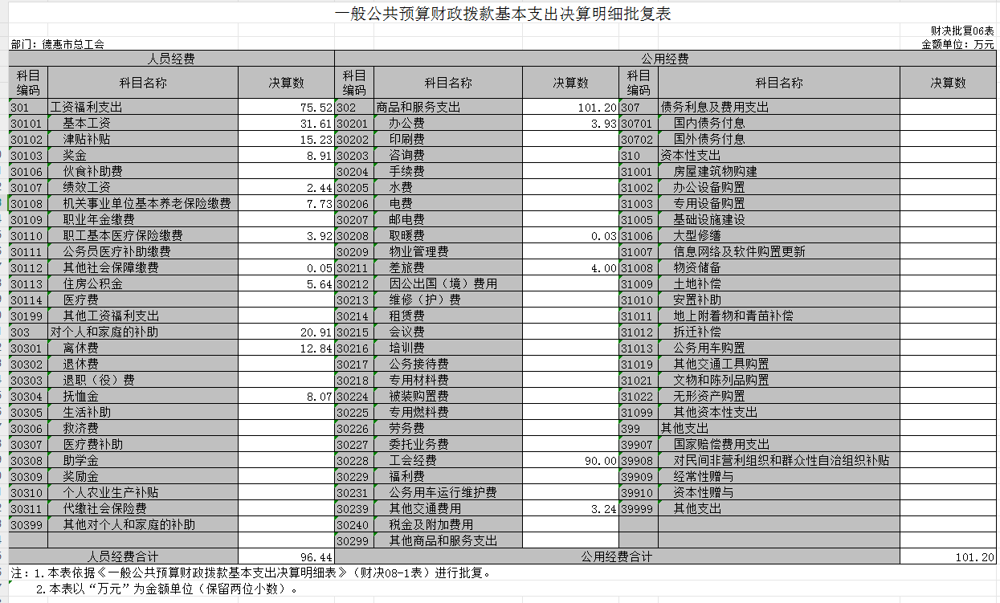 一般公共预算财政拨款基本支出决算明细批复表
财决批复06表
部门：德惠市总工会 金额单位：万元
人员经费 公用经费
科目编码 科目名称 决算数 科目编码 科目名称 决算数 科目编码 科目名称 决算数
301 工资福利支出 75.52 302 商品和服务支出 101.20 307 债务利息及费用支出
30101 基本工资 31.61 30201 办公费 3.93 30701 国内债务付息
30102 津贴补贴 15.23 30202 印刷费 30702 国外债务付息
30103 奖金 8.91 30203 咨询费 310 资本性支出
30106 伙食补助费 30204 手续费 31001 房屋建筑物购建
30107 绩效工资 2.44 30205 水费 31002 办公设备购置
30108 机关事业单位基本养老保险缴费 7.73 30206 电费 31003 专用设备购置
30109 职业年金缴费 30207 邮电费 31005 基础设施建设
30110 职工基本医疗保险缴费 3.92 30208 取暖费 0.03 31006 大型修缮
30111 公务员医疗补助缴费 30209 物业管理费 31007 信息网络及软件购置更新
30112 其他社会保障缴费 0.05 30211 差旅费 4.00 31008 物资储备
30113 住房公积金 5.64 30212 因公出国（境）费用 31009 土地补偿
30114 医疗费 30213 维修（护）费 31010 安置补助
30199 其他工资福利支出 30214 租赁费 31011 地上附着物和青苗补偿
303 对个人和家庭的补助 20.91 30215 会议费 31012 拆迁补偿
30301 离休费 12.84 30216 培训费 31013 公务用车购置
30302 退休费 30217 公务接待费 31019 其他交通工具购置
30303 退职（役）费 30218 专用材料费 31021 文物和陈列品购置
30304 抚恤金 8.07 30224 被装购置费 31022 无形资产购置
30305 生活补助 30225 专用燃料费 31099 其他资本性支出
30306 救济费 30226 劳务费 399 其他支出
30307 医疗费补助 30227 委托业务费 39907 国家赔偿费用支出
30308 助学金 30228 工会经费 90.00 39908 对民间非营利组织和群众性自治组织补贴
30309 奖励金 30229 福利费 39909 经常性赠与
30310 个人农业生产补贴 30231 公务用车运行维护费 39910 资本性赠与
30311 代缴社会保险费 30239 其他交通费用 3.24 39999 其他支出
30399 其他对个人和家庭的补助 30240 税金及附加费用
30299 其他商品和服务支出
人员经费合计 96.44 公用经费合计 101.20
注：1.本表依据《一般公共预算财政拨款基本支出决算明细表》（财决08-1表）进行批复。
2.本表以“万元”为金额单位（保留两位小数）。